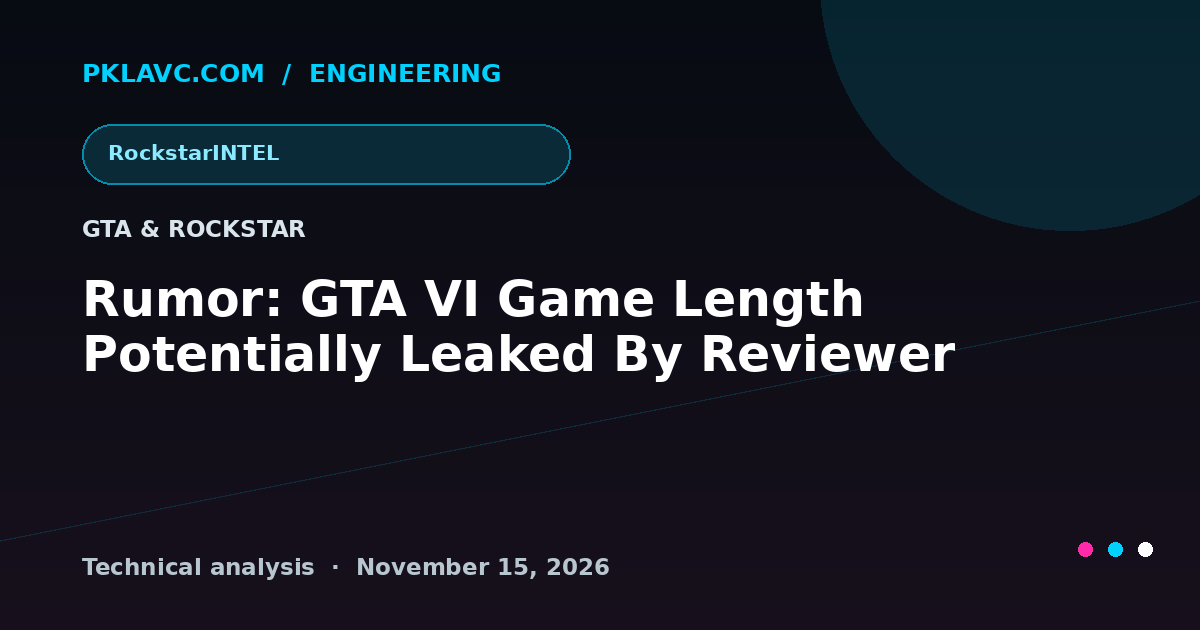 PKLAVC.COM / ENGINEERING
RockstarINTEL
GTA & ROCKSTAR
Rumor: GTA VI Game Length
Potentially Leaked By Reviewer
Technical analysis · November 15, 2026